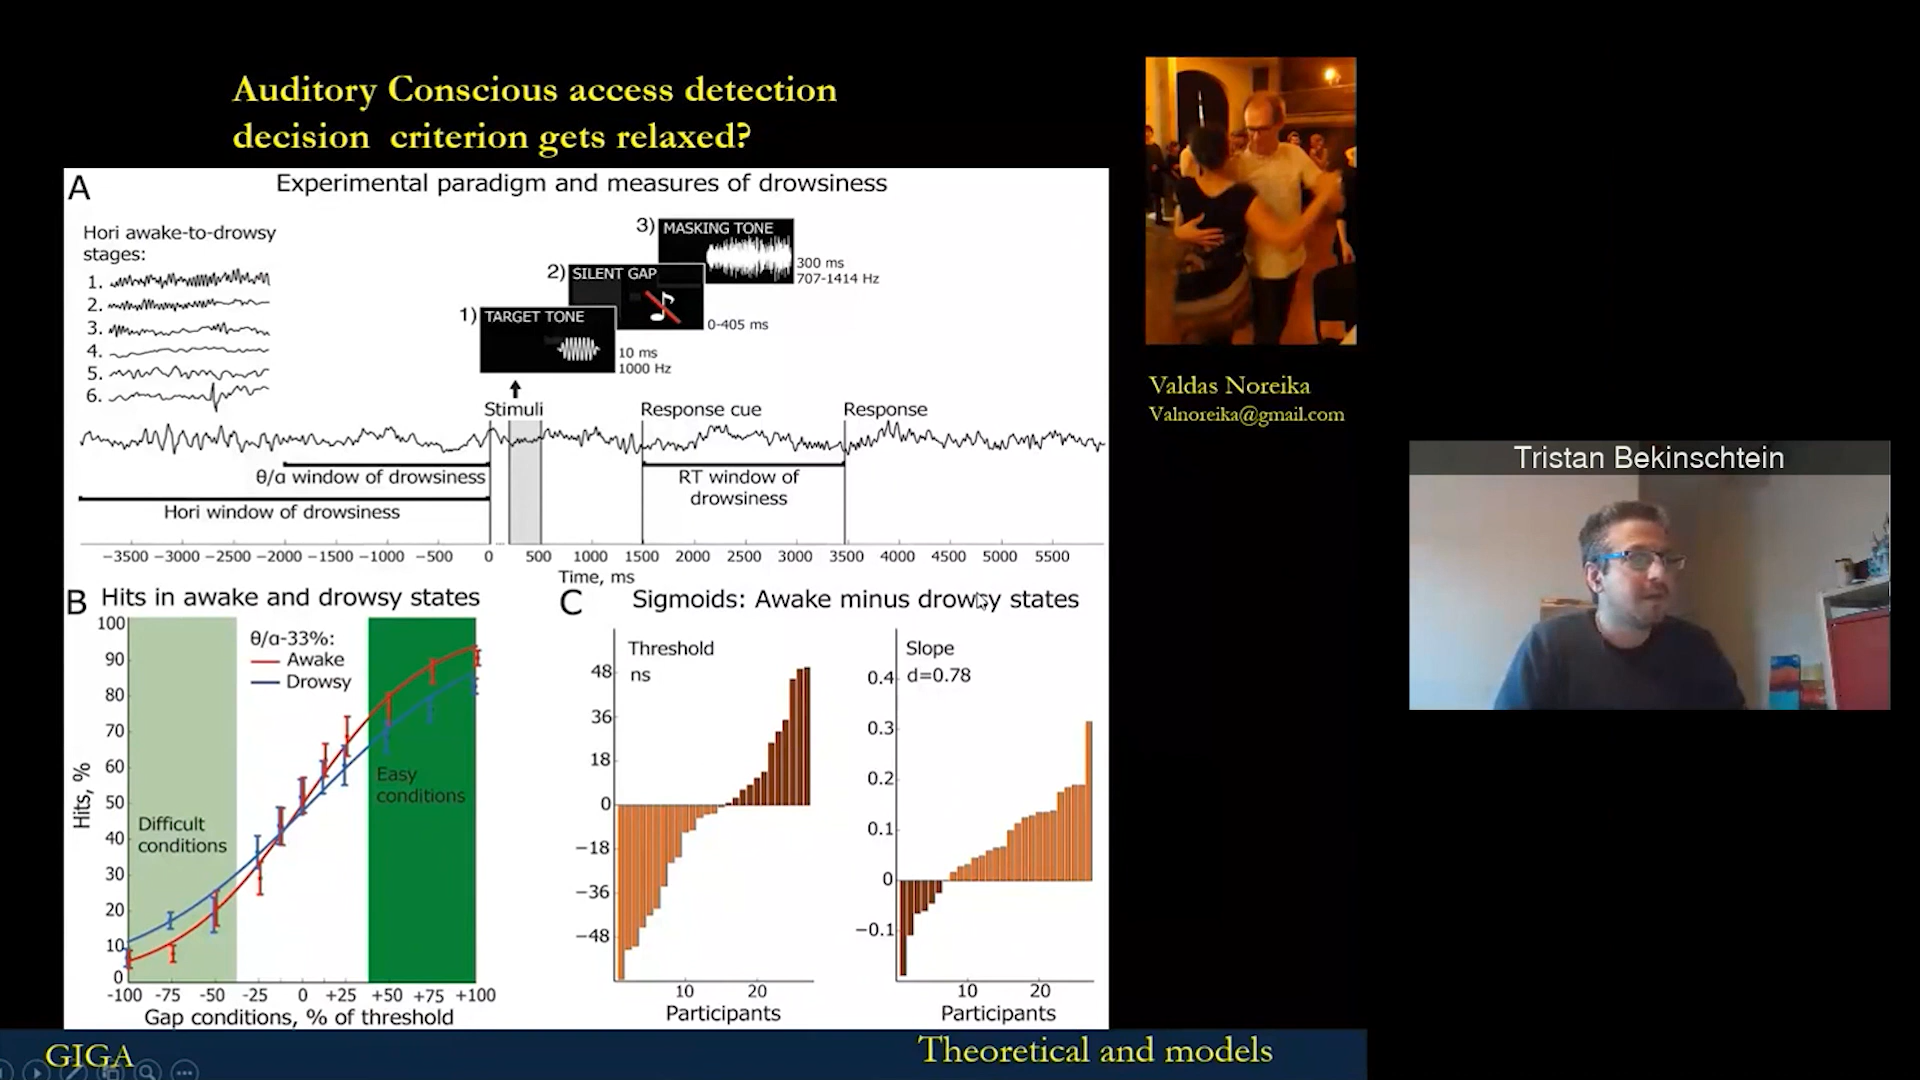 Auditory Conscious access detection
decision criterion gets relaxed?
A
Experimental paradigm and measures of drowsiness
Hori awake-to-drowsy
stages:
1.
2.
3.
4.
5.
6.
3)
MASKING TONE
300 ms
707-1414 Hz
2)
SILENT GAP
0-405 ms
1)
TARGET TONE
10 ms
1000 Hz
Stimuli
Response cue
Response
θ/α window of drowsiness
RT window of
drowsiness
Hori window of drowsiness
−3500 −3000 −2500 −2000 −1500 −1000 −500 0 500 1000 1500 2000 2500 3000 3500 4000 4500 5000 5500
Time, ms
B
Hits in awake and drowsy states
100
90
80
70
60
50
40
30
20
10
0
Hits, %
θ/α-33%:
Awake
Drowsy
Easy
conditions
Difficult
conditions
-100 -75 -50 -25 0 +25 +50 +75 +100
Gap conditions, % of threshold
C
Sigmoids: Awake minus drowsy states
Threshold
ns
48
36
18
0
−18
−36
−48
10 20
Participants
Slope
d=0.78
0.4
0.3
0.2
0.1
0
−0.1
10 20
Participants
Valdas Noreika
Valnoreika@gmail.com
Tristan Bekinschtein
GIGA
Theoretical and models